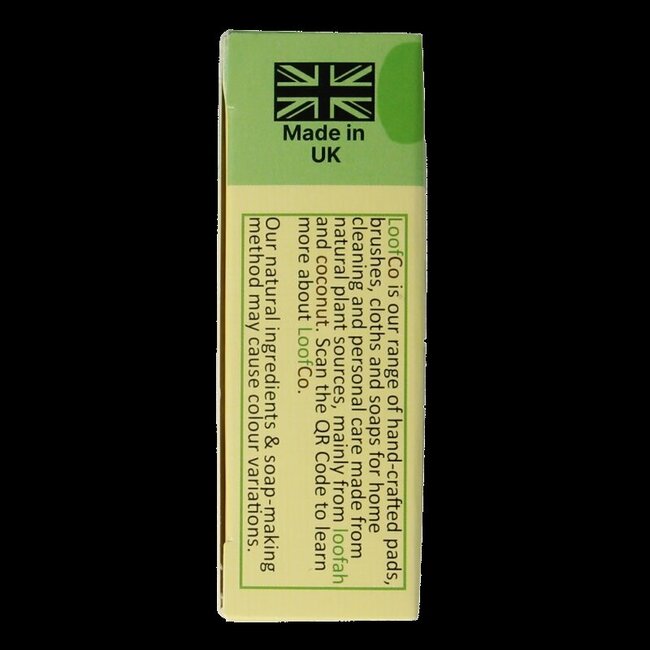 Made in
UK
LoofCo is our range of hand-crafted pads,
brushes, cloths and soaps for home
cleaning and personal care made from
natural plant sources, mainly from loofah
and coconut. Scan the QR Code to learn
more about LoofCo.
Our natural ingredients & soap-making
method may cause colour variations.